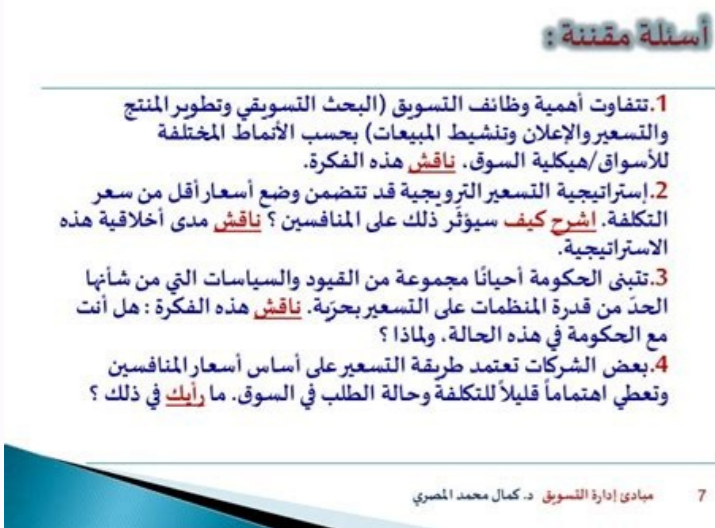 أسئلة مقننة :
1.تتفاوت أهمية وظائف التسويق (البحث التسويقي وتطوير المنتج
والتسعير والإعلان وتنشيط المبيعات) بحسب الأنماط المختلفة
للأسواق/هيكلية السوق. ناقش هذه الفكرة.
2.إستراتيجية التسعير الترويجية قد تتضمن وضع أسعار أقل من سعر
التكلفة. اشرح كيف سيؤثّر ذلك على المنافسين ؟ ناقش مدى أخلاقية هذه
الاستراتيجية.
3.تتبنى الحكومة أحيانًا مجموعة من القيود والسياسات التي من شأنها
الحدّ من قدرة المنظمات على التسعير بحرّية. ناقش هذه الفكرة : هل أنت
مع الحكومة في هذه الحالة. ولماذا ؟
4.بعض الشركات تعتمد طريقة التسعير على أساس أسعار المنافسين
وتعطي اهتماماً قليلاً للتكلفة وحالة الطلب في السوق. ما رأيك في ذلك ؟
7 مبادئ إدارة التسويق د. كمال محمد المصري